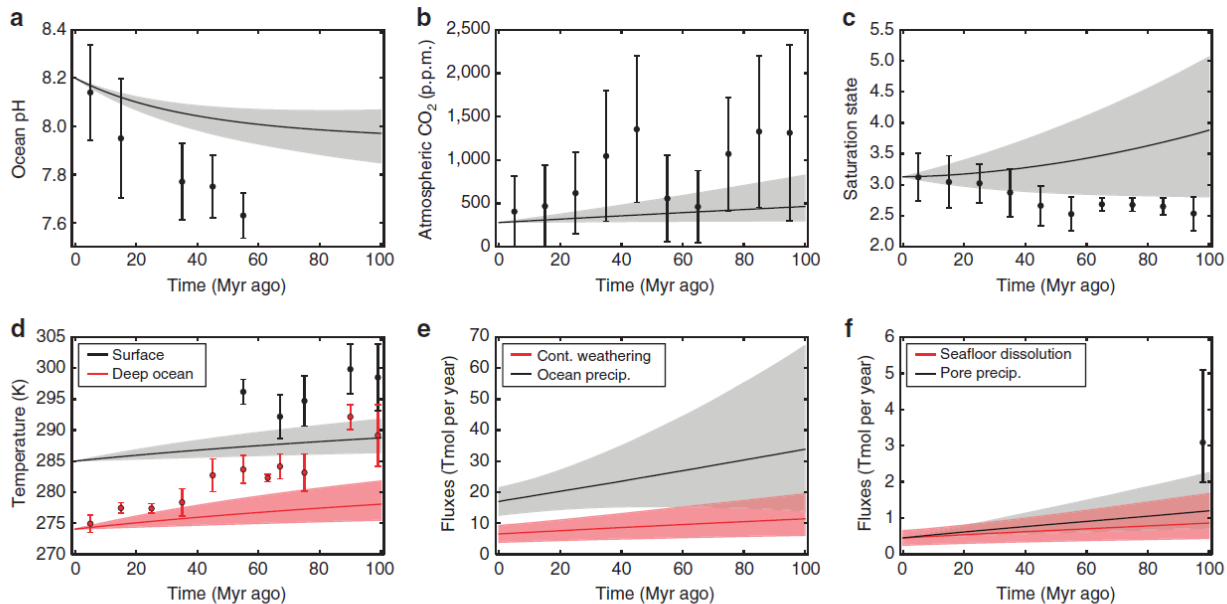 a
8.4
8.2
8.0
7.8
7.6
Ocean pH
0 20 40 60 80 100
Time (Myr ago)
b
2,500
2,000
1,500
1,000
500
0
Atmospheric CO2 (p.p.m.)
0 20 40 60 80 100
Time (Myr ago)
c
5.5
5.0
4.5
4.0
3.5
3.0
2.5
2.0
Saturation state
0 20 40 60 80 100
Time (Myr ago)
d
305
300
295
290
285
280
275
270
Temperature (K)
Surface
Deep ocean
0 20 40 60 80 100
Time (Myr ago)
e
70
60
50
40
30
20
10
0
Fluxes (Tmol per year)
Cont. weathering
Ocean precip.
0 20 40 60 80 100
Time (Myr ago)
f
6
5
4
3
2
1
0
Fluxes (Tmol per year)
Seafloor dissolution
Pore precip.
0 20 40 60 80 100
Time (Myr ago)